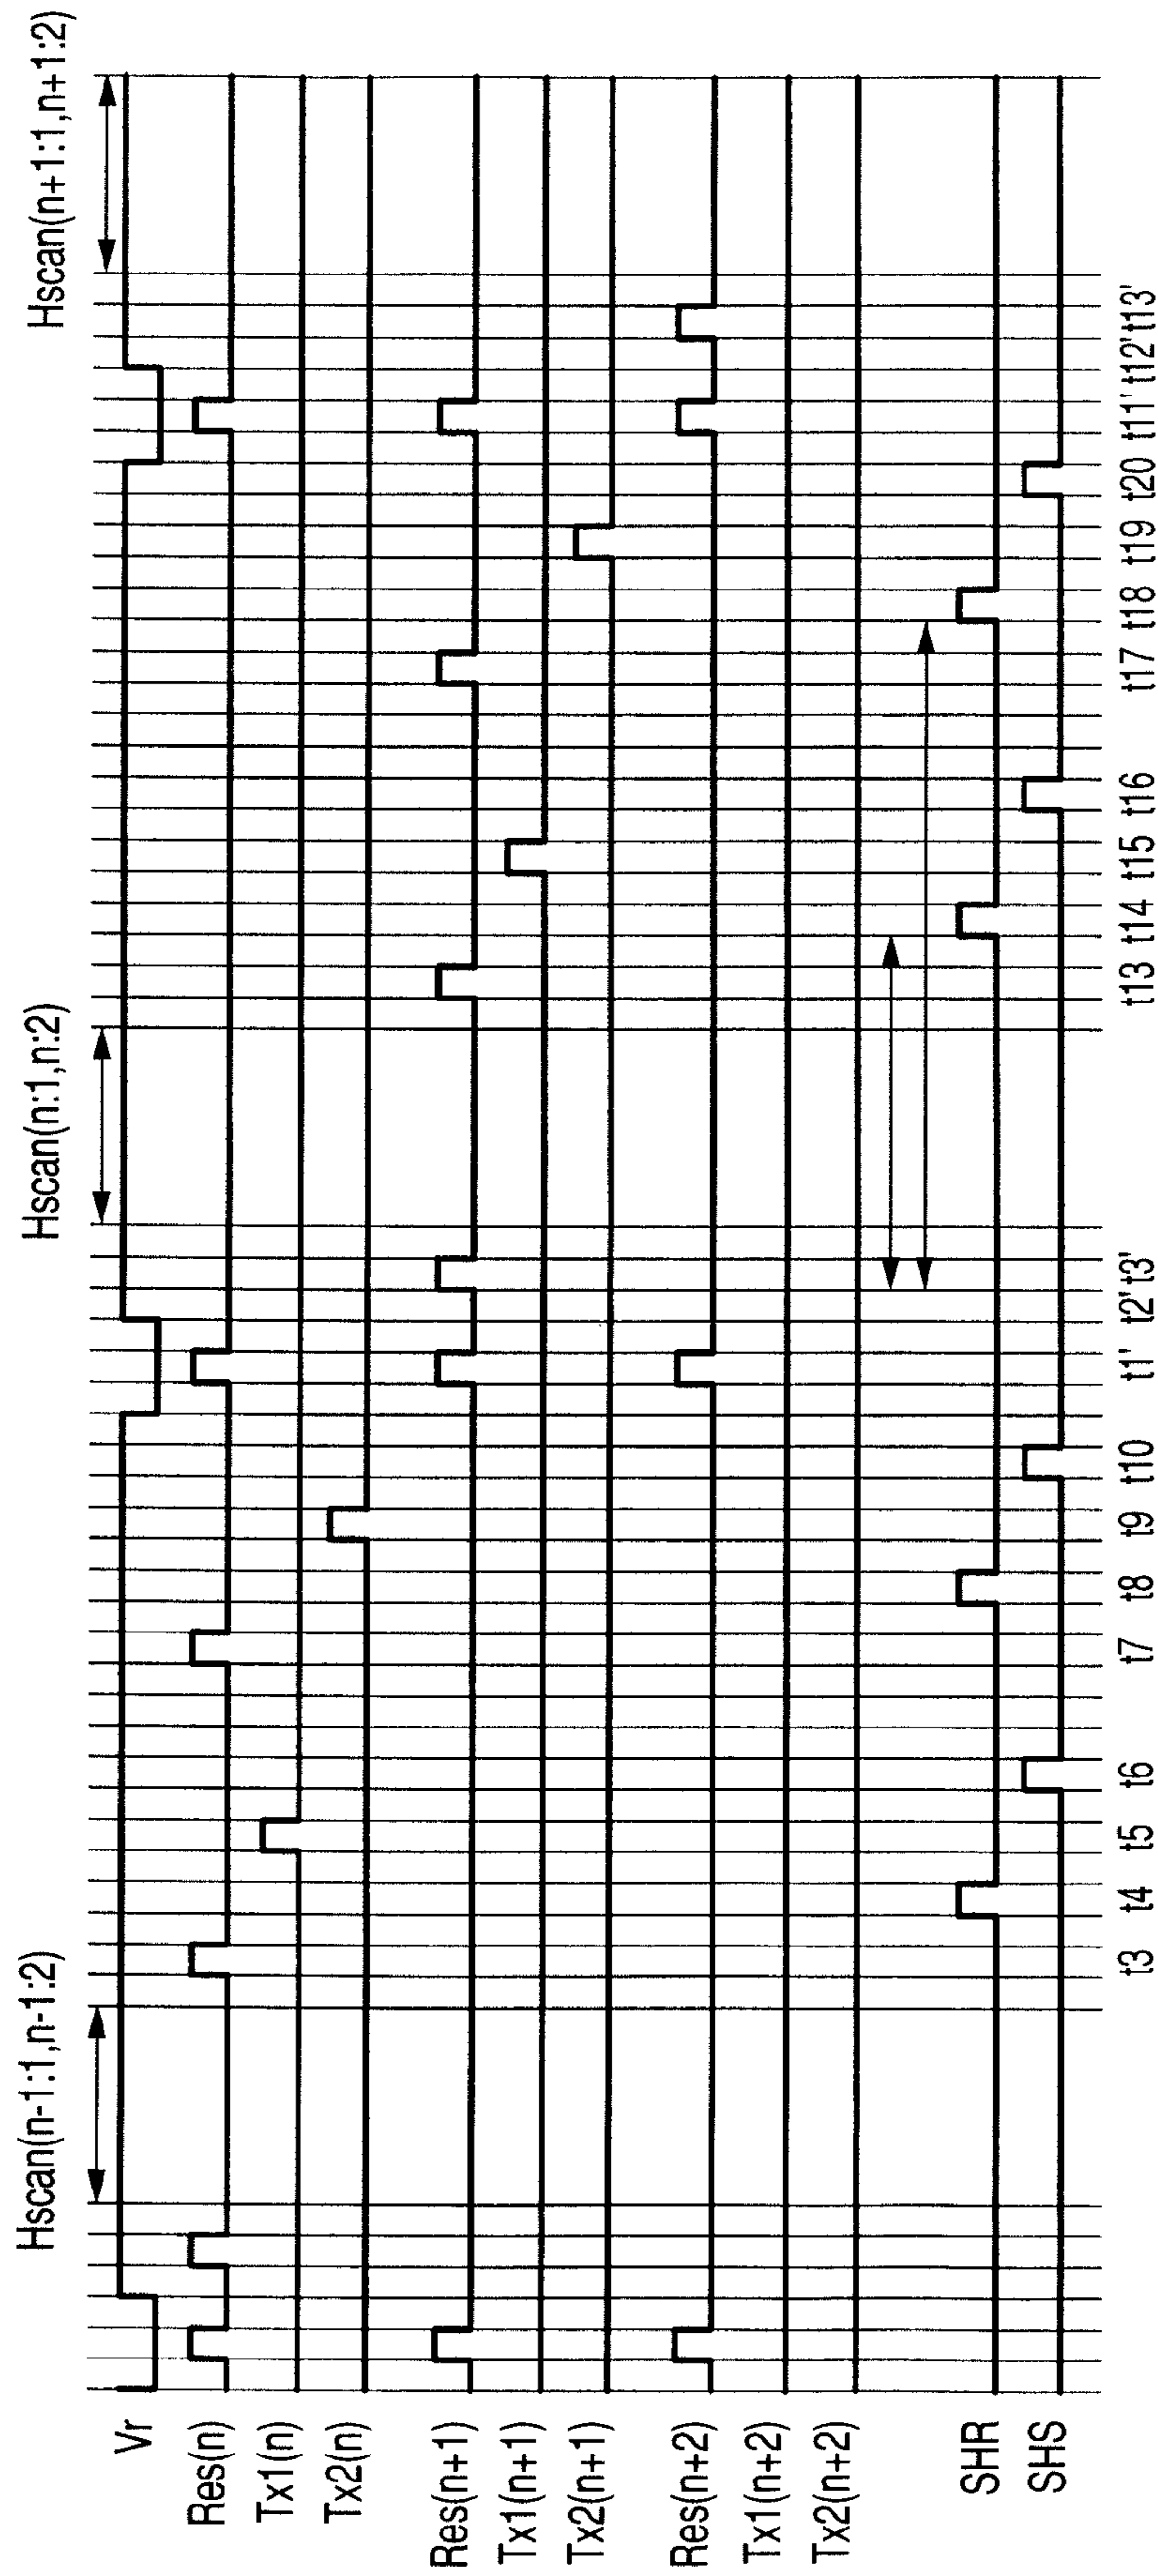 Hscan(n-1:1,n-1:2)
Hscan(n:1,n:2)
Hscan(n+1:1,n+1:2)
Vr
Res(n)
Tx1(n)
Tx2(n)
Res(n+1)
Tx1(n+1)
Tx2(n+1)
Res(n+2)
Tx1(n+2)
Tx2(n+2)
SHR
SHS
t3 t4 t5 t6 t7 t8 t9 t10 t1' t2' t3' t13 t14 t15 t16 t17 t18 t19 t20 t11' t12' t13'